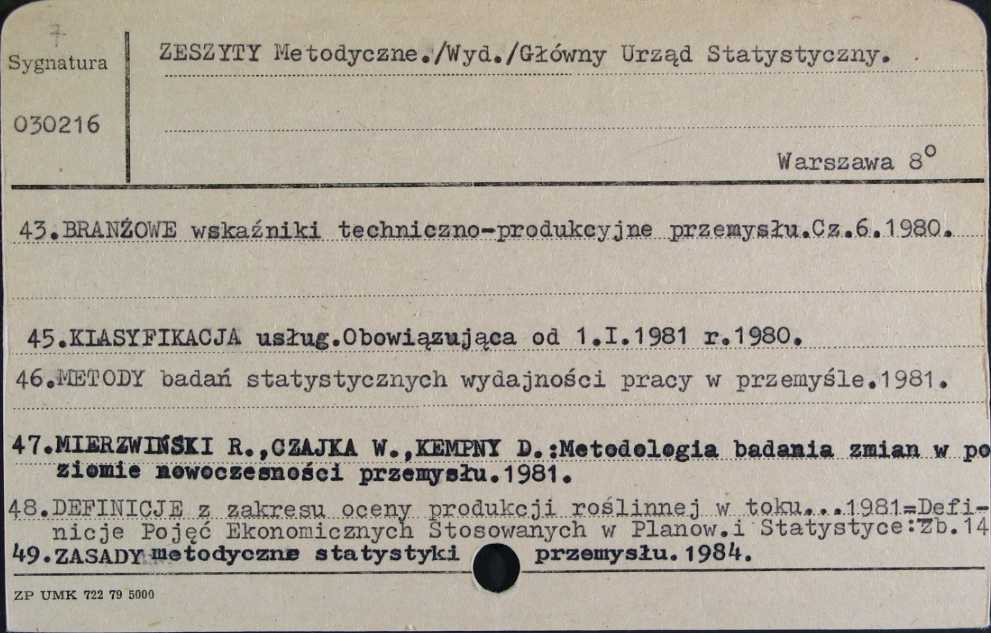 7
Sygnatura
ZESZYTY Metodyczne./Wyd./Główny Urząd Statystyczny.
030216
Warszawa 8°
43.BRANŻOWE wskaźniki techniczno-produkcyjne przemysłu.Cz.6.1980.
45.KLASYFIKACJA usług.Obowiązująca od 1.I.1981 r.1980.
46.METODY badań statystycznych wydajności pracy w przemyśle.1981.
47.MIERZWIŃSKI R.,CZAJKA W.,KEMPNY D.:Metodologia badania zmian w po
ziomie nowoczesności przemysłu.1981.
48.DEFINICJE z zakresu oceny produkcji roślinnej w toku...1981=Defi-
nicje Pojęć Ekonomicznych Stosowanych w Planow.i Statystyce:Zb.14
49.ZASADY metodyczne statystyki przemysłu.1984.
ZP UMK 722 79 5000